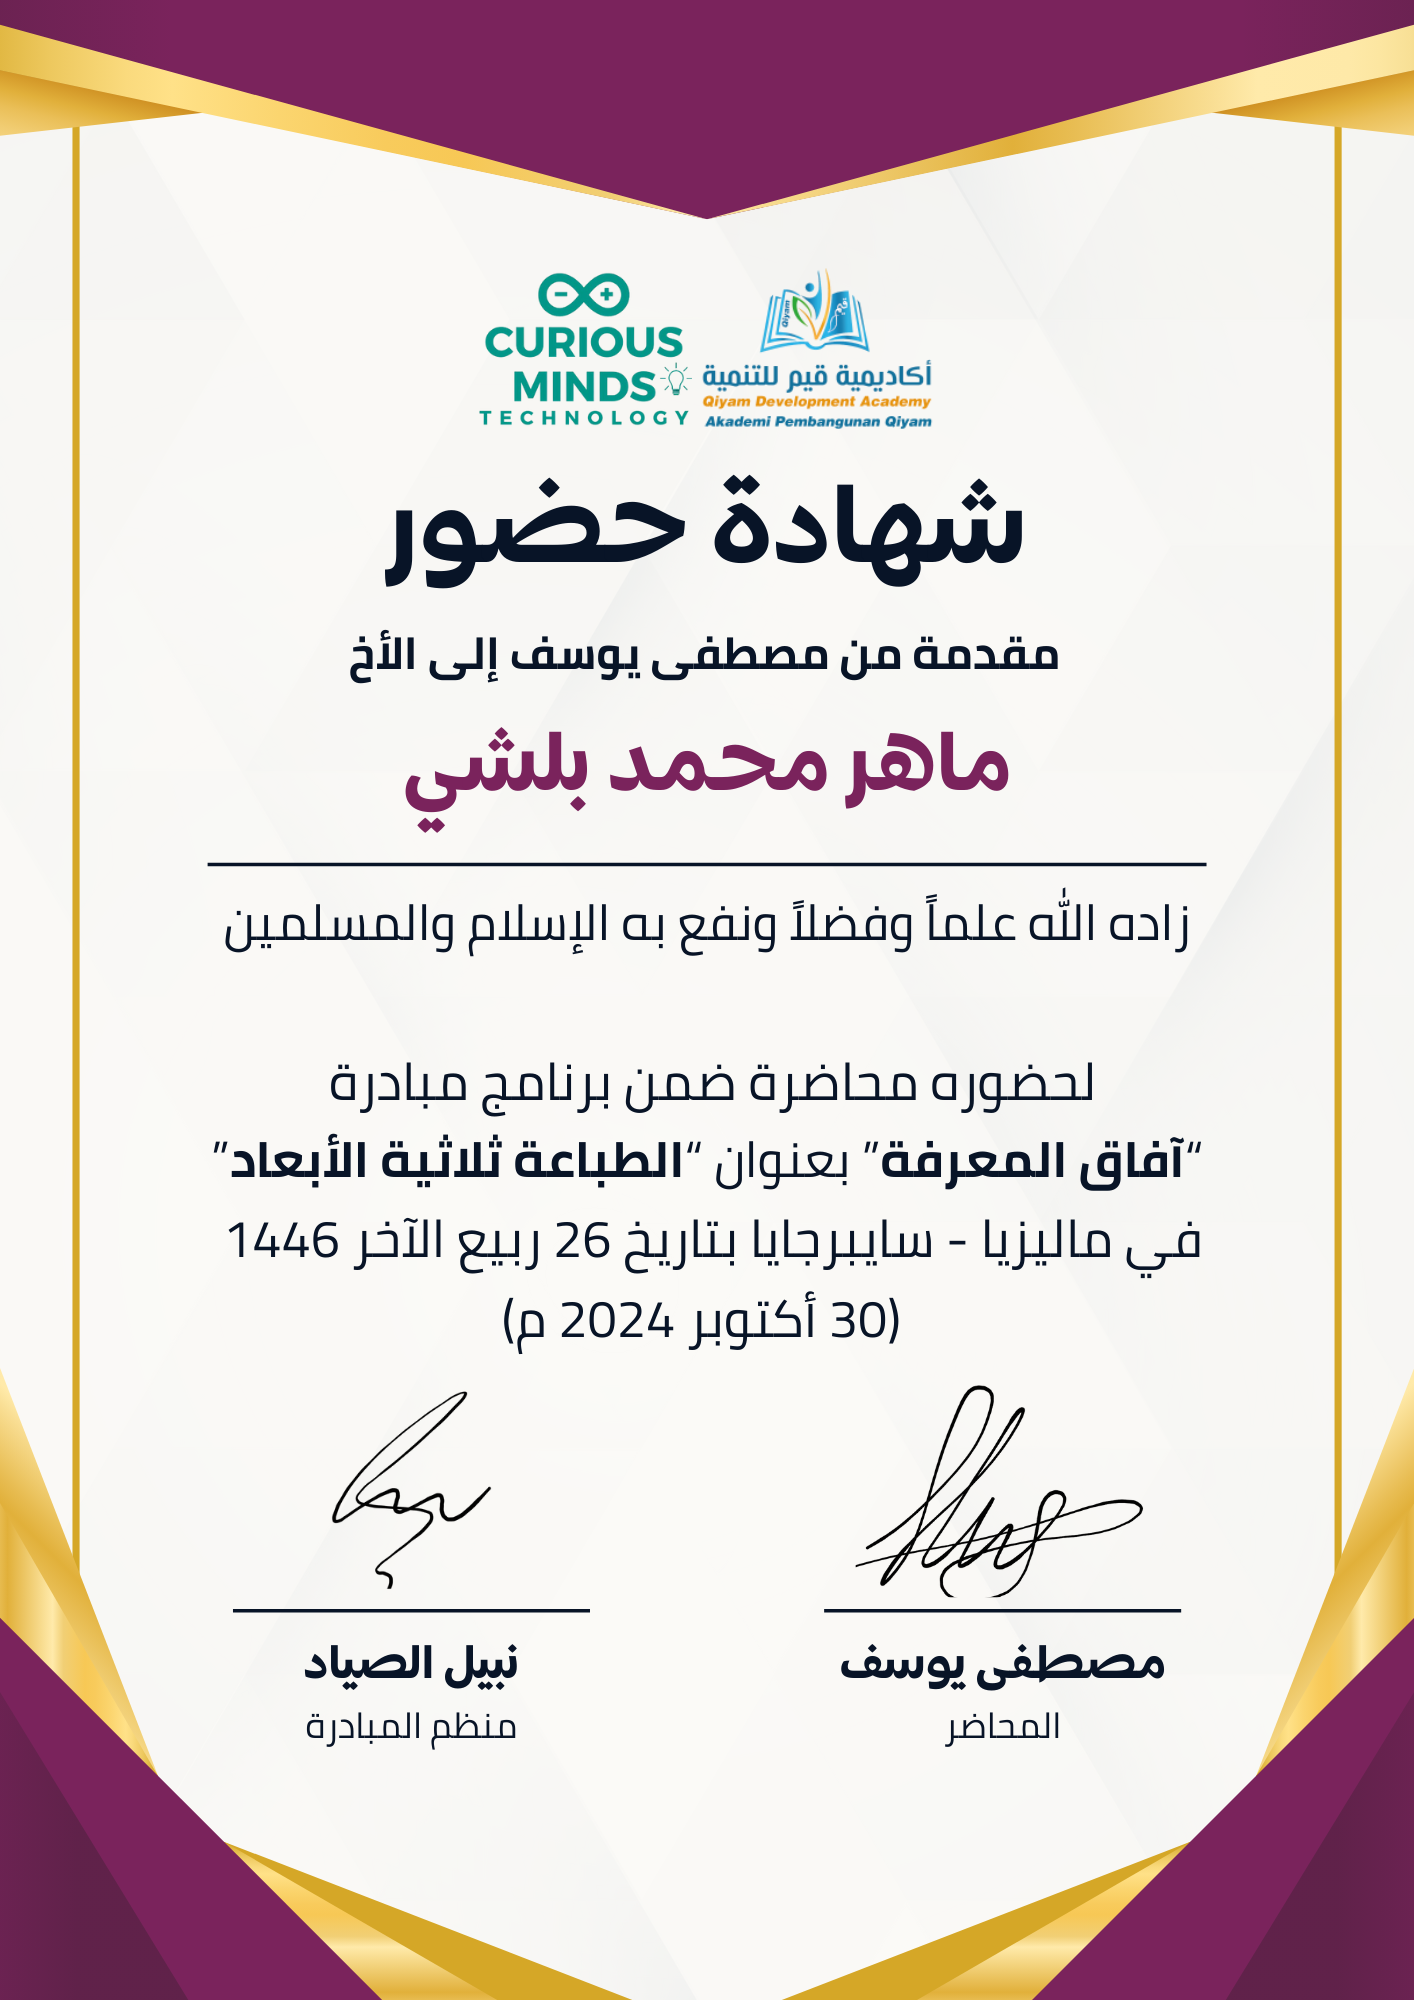 CURIOUS
MINDS
TECHNOLOGY
Qiyam
أكاديمية قيم للتنمية
Qiyam Development Academy
Akademi Pembangunan Qiyam
شهادة حضور
مقدمة من مصطفى يوسف إلى الأخ
ماهر محمد بلشي
زاده الله علماً وفضلاً ونفع به الإسلام والمسلمين
لحضوره محاضرة ضمن برنامج مبادرة
“آفاق المعرفة” بعنوان “الطباعة ثلاثية الأبعاد”
في ماليزيا - سايبرجايا بتاريخ 26 ربيع الآخر 1446
(30 أكتوبر 2024 م)
مصطفى يوسف
المحاضر
نبيل الصياد
منظم المبادرة